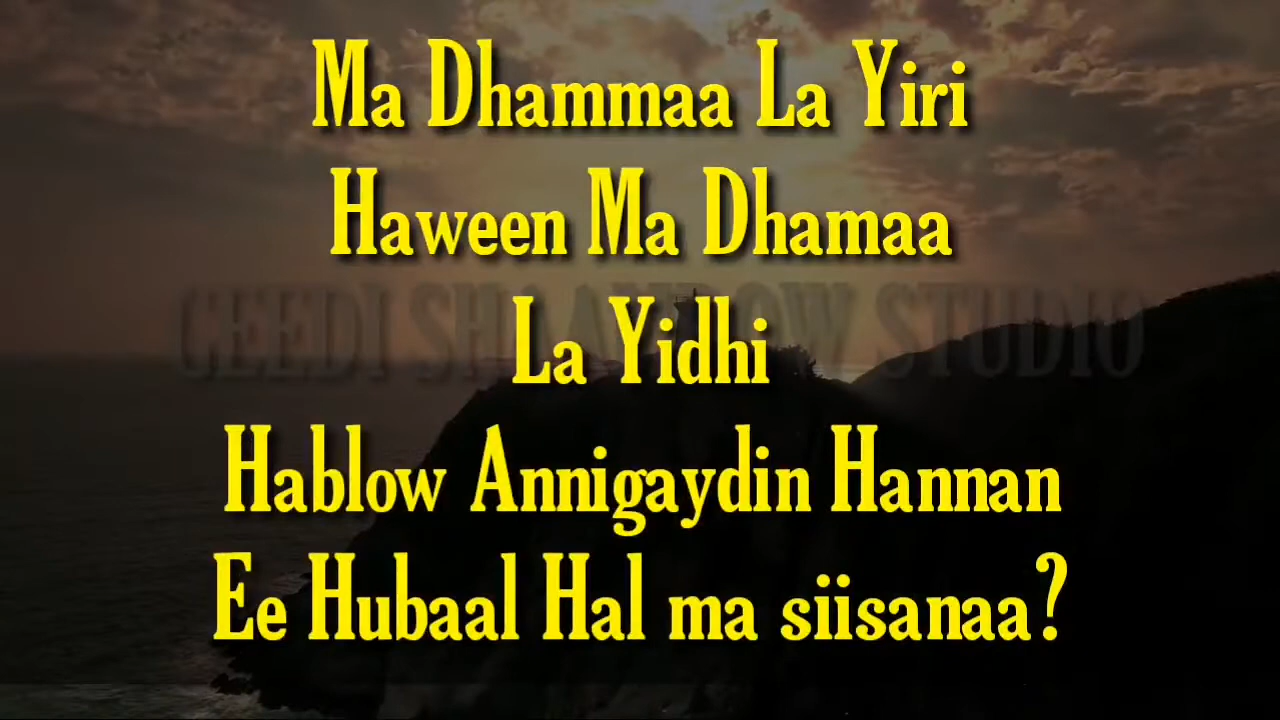 Ma Dhammaa La Yiri
Haween Ma Dhamaa
La Yidhi
Hablow Annigaydin Hannan
Ee Hubaal Hal ma siisanaa?
STUDIO